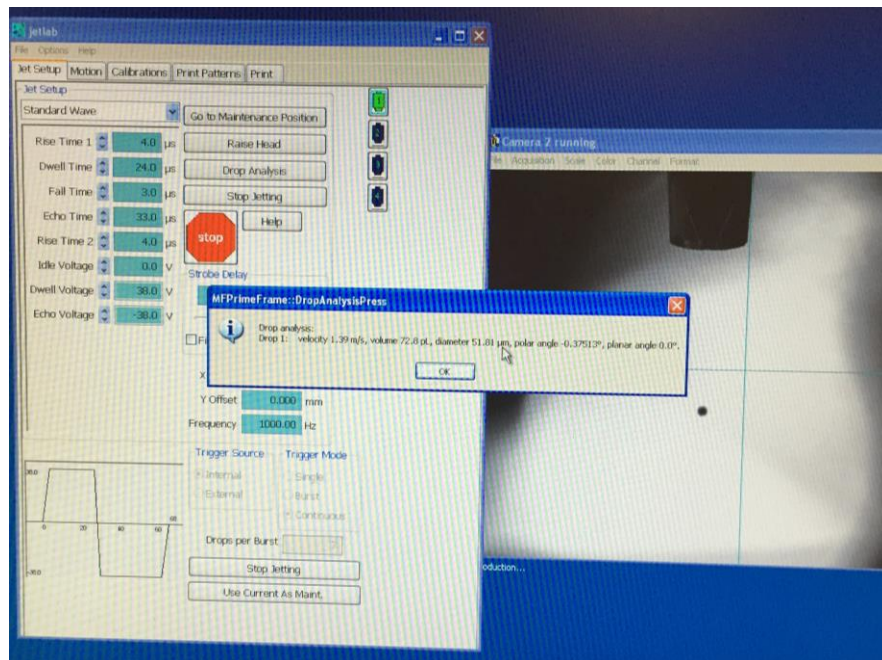 jetlab
File Options Help
Jet Setup Motion Calibrations Print Patterns Print
Jet Setup
Standard Wave
Go to Maintenance Position
Rise Time 1 4.0 µs
Raise Head
Dwell Time 24.0 µs
Drop Analysis
Fall Time 3.0 µs
Stop Jetting
Echo Time 33.0 µs
Help
stop
Rise Time 2 4.0 µs
Idle Voltage 0.0 V
Strobe Delay
Dwell Voltage 38.0 V
Echo Voltage -38.0 V
Camera 2 running
File Acquisition Scale Color Channel Format
MFPrimeFrame::DropAnalysisPress
Drop analysis:
Drop 1: velocity 1.39 m/s, volume 72.8 pl, diameter 51.81 µm, polar angle -0.37513°, planar angle 0.0°.
OK
X
Y Offset 0.000 mm
Frequency 1000.00 Hz
Trigger Source Trigger Mode
Internal Single
External Burst
Continuous
Drops per Burst
Stop Jetting
Use Current As Maint.
0 20 40 60
oduction...